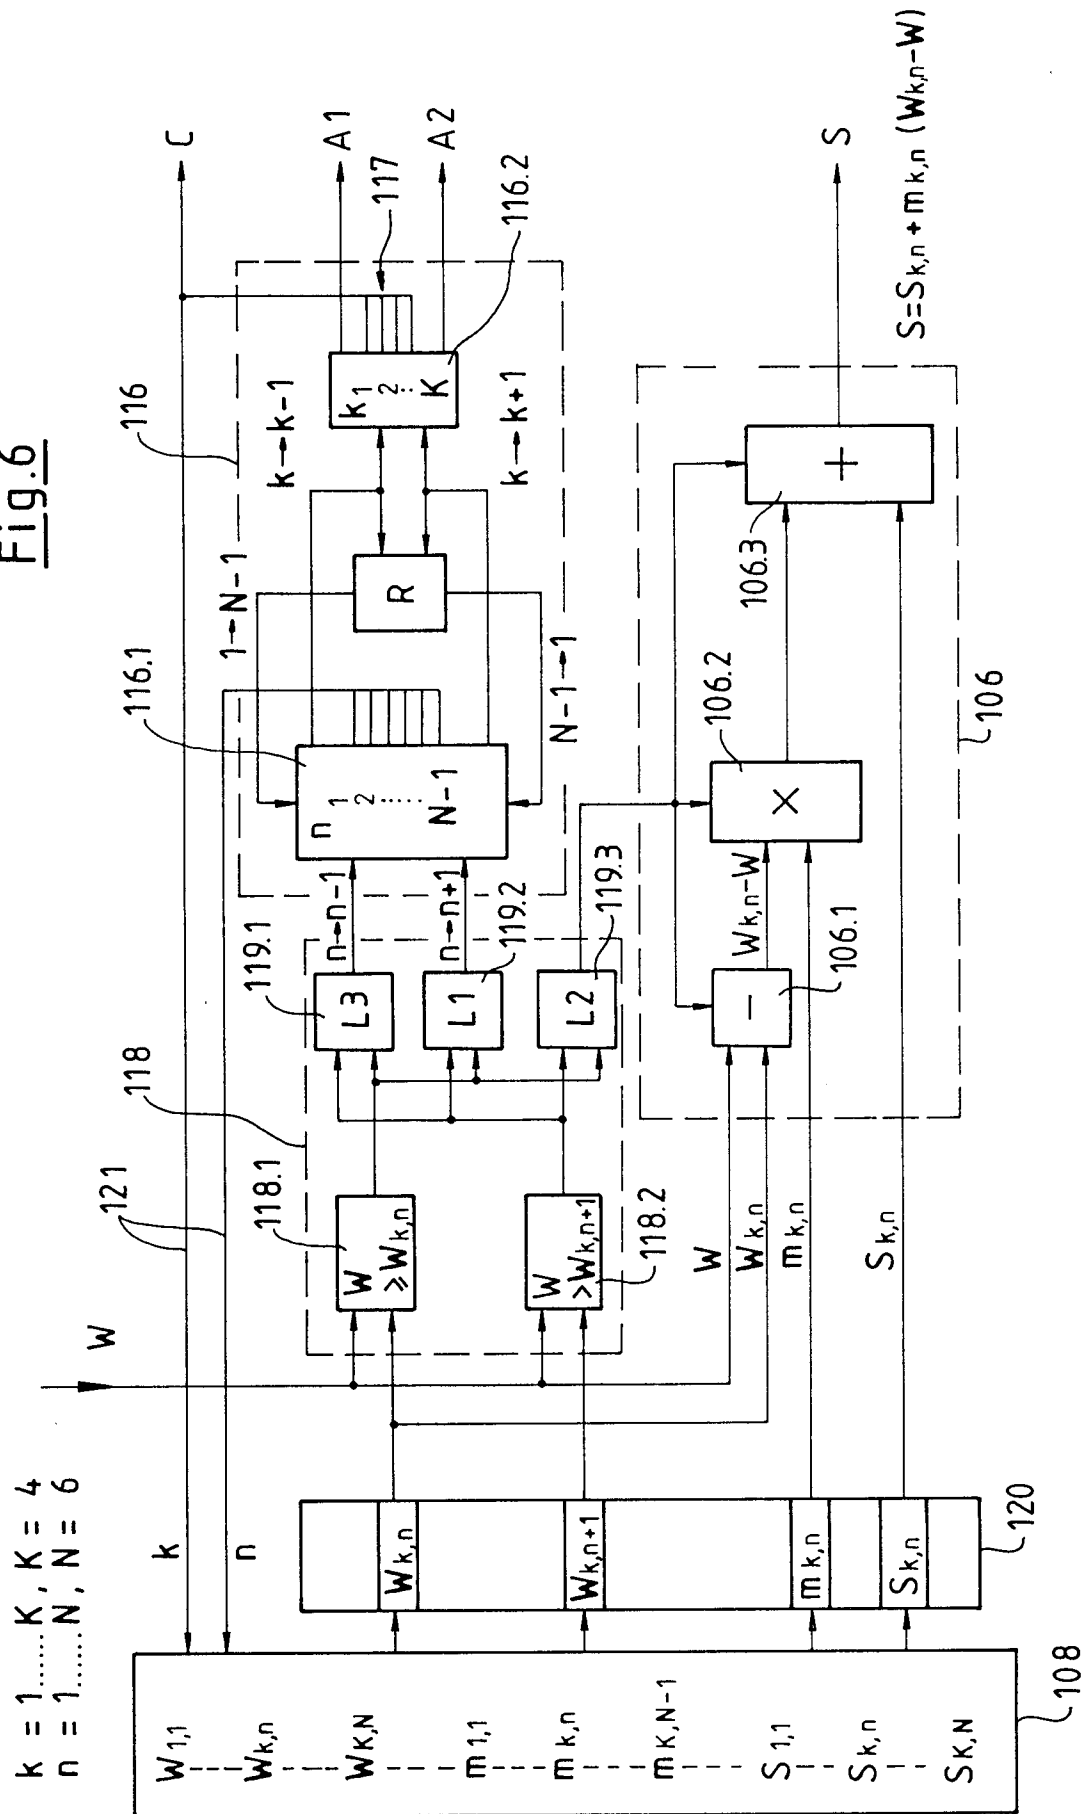 Fig.6
k = 1......K, K = 4
n = 1......N, N = 6
121
W
k
n
C
118
118.1
W
≥Wk,n
W
>Wk,n+1
118.2
119.1
L3
L1
119.2
L2
119.3
n→n-1
n→n+1
116.1
n 1
2
⋮
N-1
1→N-1
N-1→1
R
116
k→k-1
k→k+1
k 1
2
⋮
K
117
116.2
A1
A2
W1,1
Wk,n
WK,N
m1,1
mk,n
mK,N-1
S1,1
Sk,n
SK,N
108
Wk,n
Wk,n+1
mk,n
Sk,n
120
W
Wk,n
mk,n
Sk,n
−
106.1
Wk,n-W
×
106.2
+
106.3
106
S
S=Sk,n+mk,n (Wk,n-W)